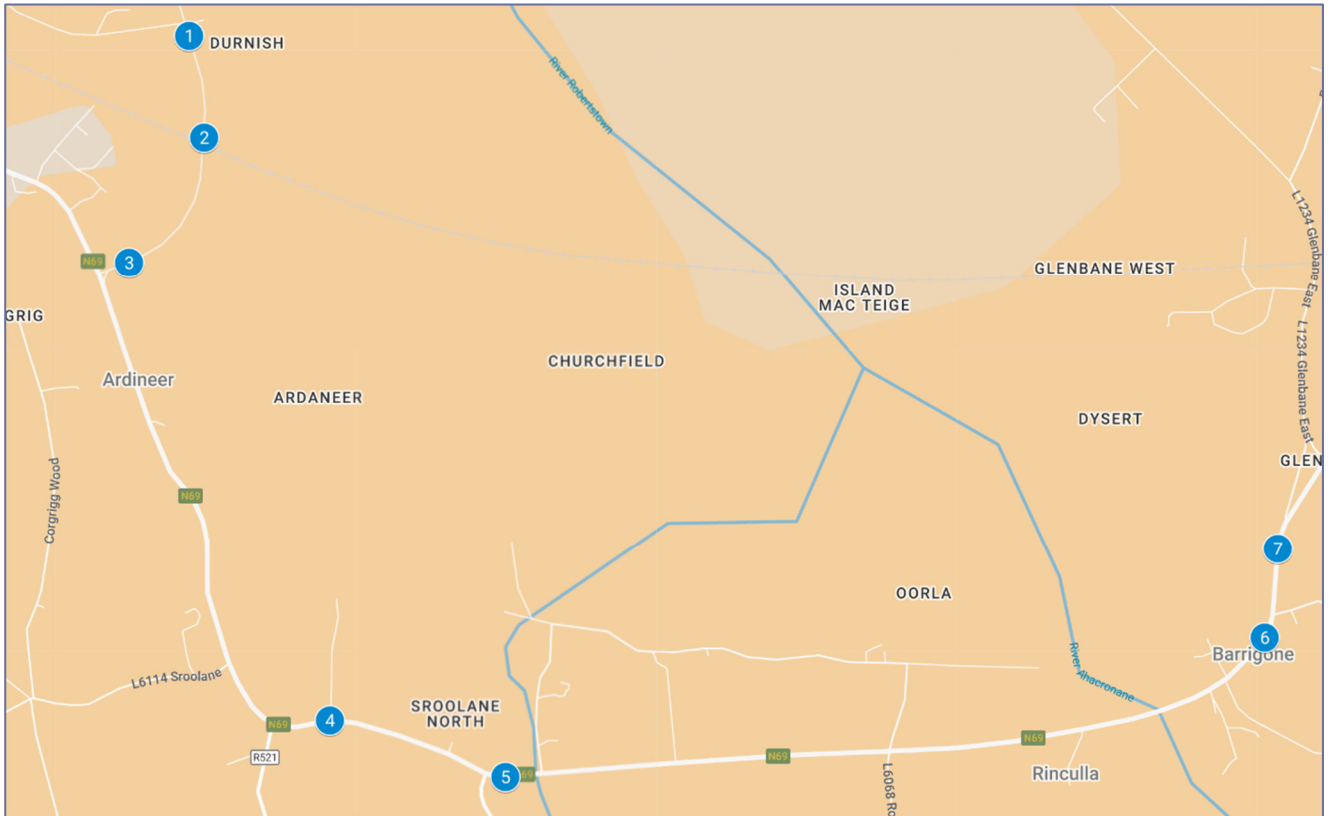 1
DURNISH
River Robertstown
2
L1234 Glenbane East
3
N69
GLENBANE WEST
ISLAND
MAC TEIGE
GRIG
L1234 Glenbane East
CHURCHFIELD
Ardineer
ARDANEER
DYSERT
GLEN
Corgrigg Wood
N69
7
OORLA
6
Barrigone
River Ahacronane
L6114 Sroolane
SROOLANE
NORTH
4
N69
N69
R521
N69
5
69
Rinculla
L6068 Ro